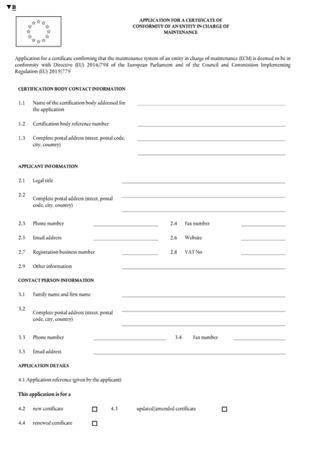 ▼B
APPLICATION FOR A CERTIFICATE OF
CONFORMITY OF AN ENTITY IN CHARGE OF
MAINTENANCE
Application for a certificate confirming that the maintenance system of an entity in charge of maintenance (ECM) is deemed to be in
conformity with Directive (EU) 2016/798 of the European Parliament and of the Council and Commission Implementing
Regulation (EU) 2019/779
CERTIFICATION BODY CONTACT INFORMATION
1.1 Name of the certification body addressed for
the application
1.2 Certification body reference number
1.3 Complete postal address (street, postal code,
city, country)
APPLICANT INFORMATION
2.1 Legal title
2.2 Complete postal address (street, postal
code, city, country)
2.3 Phone number 2.4 Fax number
2.5 Email address 2.6 Website
2.7 Registration business number 2.8 VAT No
2.9 Other information
CONTACT PERSON INFORMATION
3.1 Family name and first name
3.2 Complete postal address (street, postal
code, city, country)
3.3 Phone number 3.4 Fax number
3.5 Email address
APPLICATION DETAILS
4.1 Application reference (given by the applicant)
This application is for a
4.2 new certificate 4.3 updated/amended certificate
4.4 renewed certificate